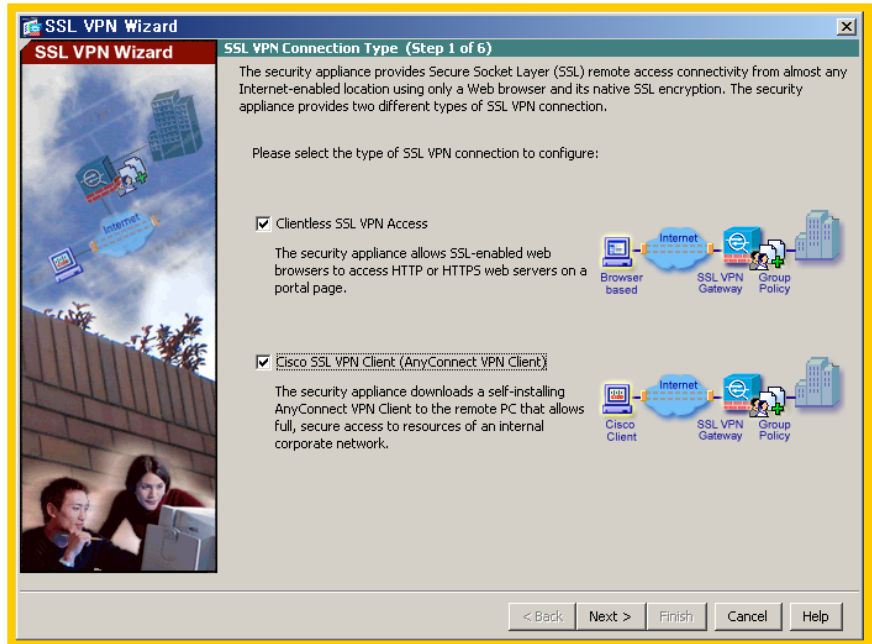 SSL VPN Wizard
SSL VPN Wizard
SSL VPN Connection Type (Step 1 of 6)
The security appliance provides Secure Socket Layer (SSL) remote access connectivity from almost any
Internet-enabled location using only a Web browser and its native SSL encryption. The security
appliance provides two different types of SSL VPN connection.
Please select the type of SSL VPN connection to configure:
Internet
Clientless SSL VPN Access
The security appliance allows SSL-enabled web
browsers to access HTTP or HTTPS web servers on a
portal page.
Internet
Browser
based
SSL VPN
Gateway
Group
Policy
Cisco SSL VPN Client (AnyConnect VPN Client)
The security appliance downloads a self-installing
AnyConnect VPN Client to the remote PC that allows
full, secure access to resources of an internal
corporate network.
Internet
Cisco
Client
SSL VPN
Gateway
Group
Policy
< Back
Next >
Finish
Cancel
Help